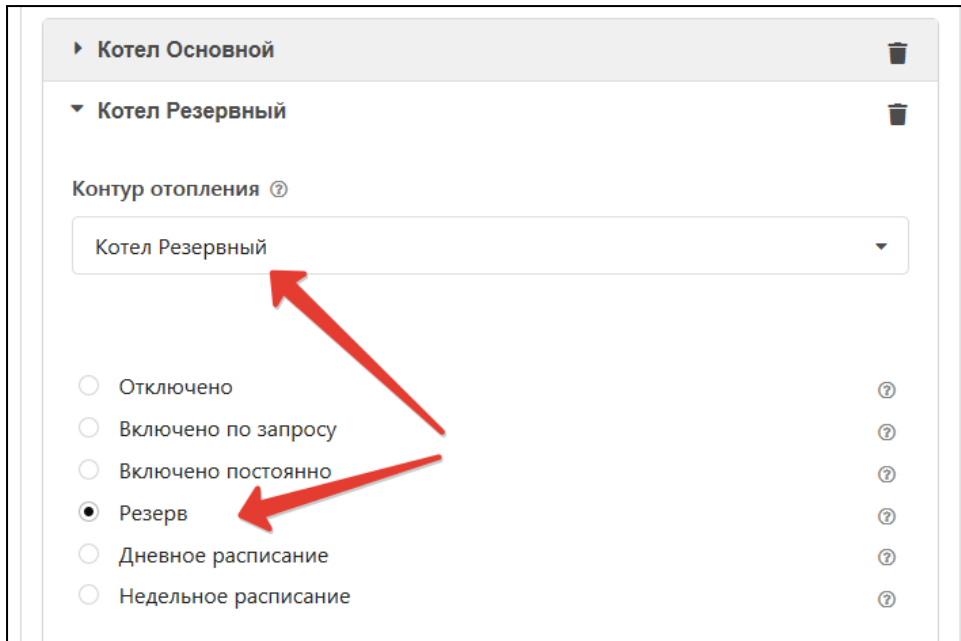 Котел Основной
Котел Резервный
Контур отопления ?
Котел Резервный
Отключено ?
Включено по запросу ?
Включено постоянно ?
Резерв ?
Дневное расписание ?
Недельное расписание ?